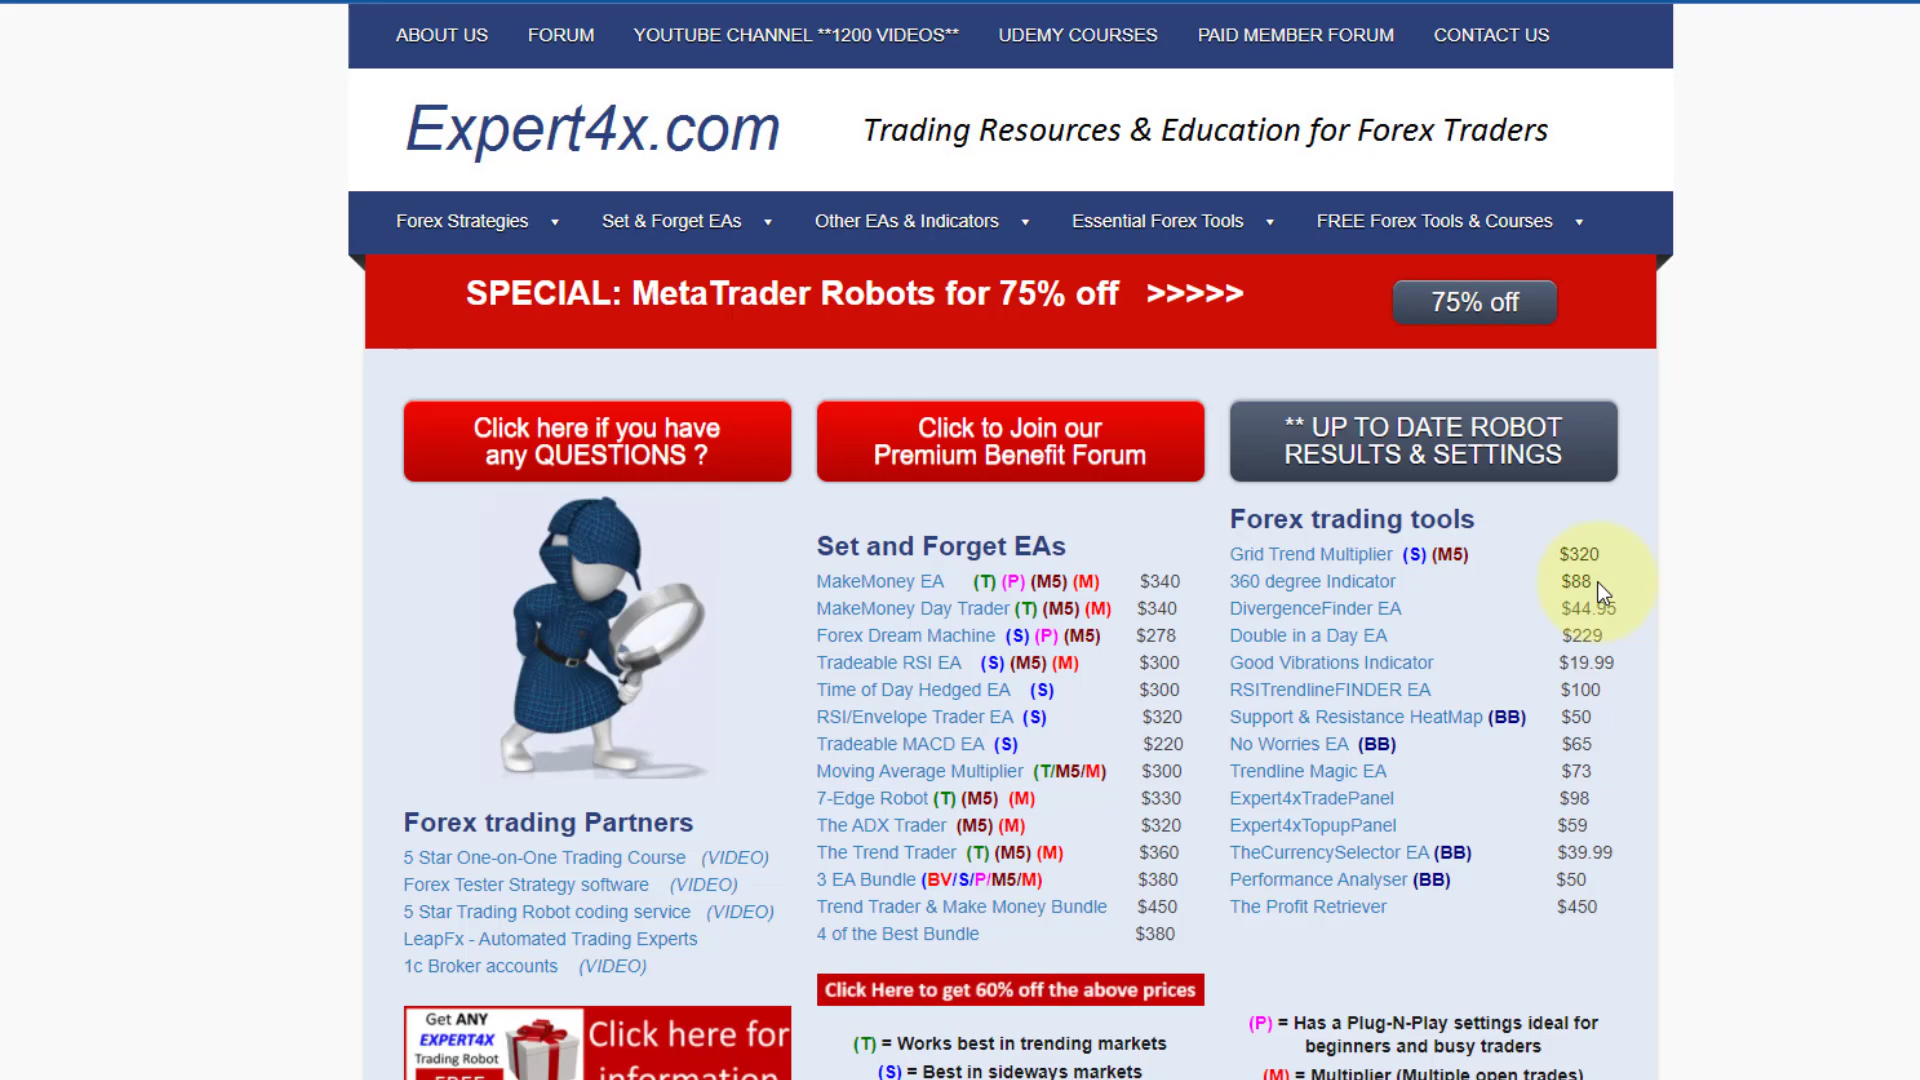 ABOUT US FORUM YOUTUBE CHANNEL **1200 VIDEOS** UDEMY COURSES PAID MEMBER FORUM CONTACT US
Expert4x.com
Trading Resources & Education for Forex Traders
Forex Strategies Set & Forget EAs Other EAs & Indicators Essential Forex Tools FREE Forex Tools & Courses
SPECIAL: MetaTrader Robots for 75% off >>>>>
75% off
Click here if you have
any QUESTIONS ?
Forex trading Partners
5 Star One-on-One Trading Course (VIDEO)
Forex Tester Strategy software (VIDEO)
5 Star Trading Robot coding service (VIDEO)
LeapFx - Automated Trading Experts
1c Broker accounts (VIDEO)
Get ANY
EXPERT4X
Trading Robot
FREE
Click here for
information
Click to Join our
Premium Benefit Forum
Set and Forget EAs
MakeMoney EA (T) (P) (M5) (M) $340
MakeMoney Day Trader (T) (M5) (M) $340
Forex Dream Machine (S) (P) (M5) $278
Tradeable RSI EA (S) (M5) (M) $300
Time of Day Hedged EA (S) $300
RSI/Envelope Trader EA (S) $320
Tradeable MACD EA (S) $220
Moving Average Multiplier (T/M5/M) $300
7-Edge Robot (T) (M5) (M) $330
The ADX Trader (M5) (M) $320
The Trend Trader (T) (M5) (M) $360
3 EA Bundle (BV/S/P/M5/M) $380
Trend Trader & Make Money Bundle $450
4 of the Best Bundle $380
Click Here to get 60% off the above prices
(T) = Works best in trending markets
(S) = Best in sideways markets
** UP TO DATE ROBOT
RESULTS & SETTINGS
Forex trading tools
Grid Trend Multiplier (S) (M5) $320
360 degree Indicator $88
DivergenceFinder EA $44.95
Double in a Day EA $229
Good Vibrations Indicator $19.99
RSITrendlineFINDER EA $100
Support & Resistance HeatMap (BB) $50
No Worries EA (BB) $65
Trendline Magic EA $73
Expert4xTradePanel $98
Expert4xTopupPanel $59
TheCurrencySelector EA (BB) $39.99
Performance Analyser (BB) $50
The Profit Retriever $450
(P) = Has a Plug-N-Play settings ideal for
beginners and busy traders
(M) = Multiplier (Multiple open trades)